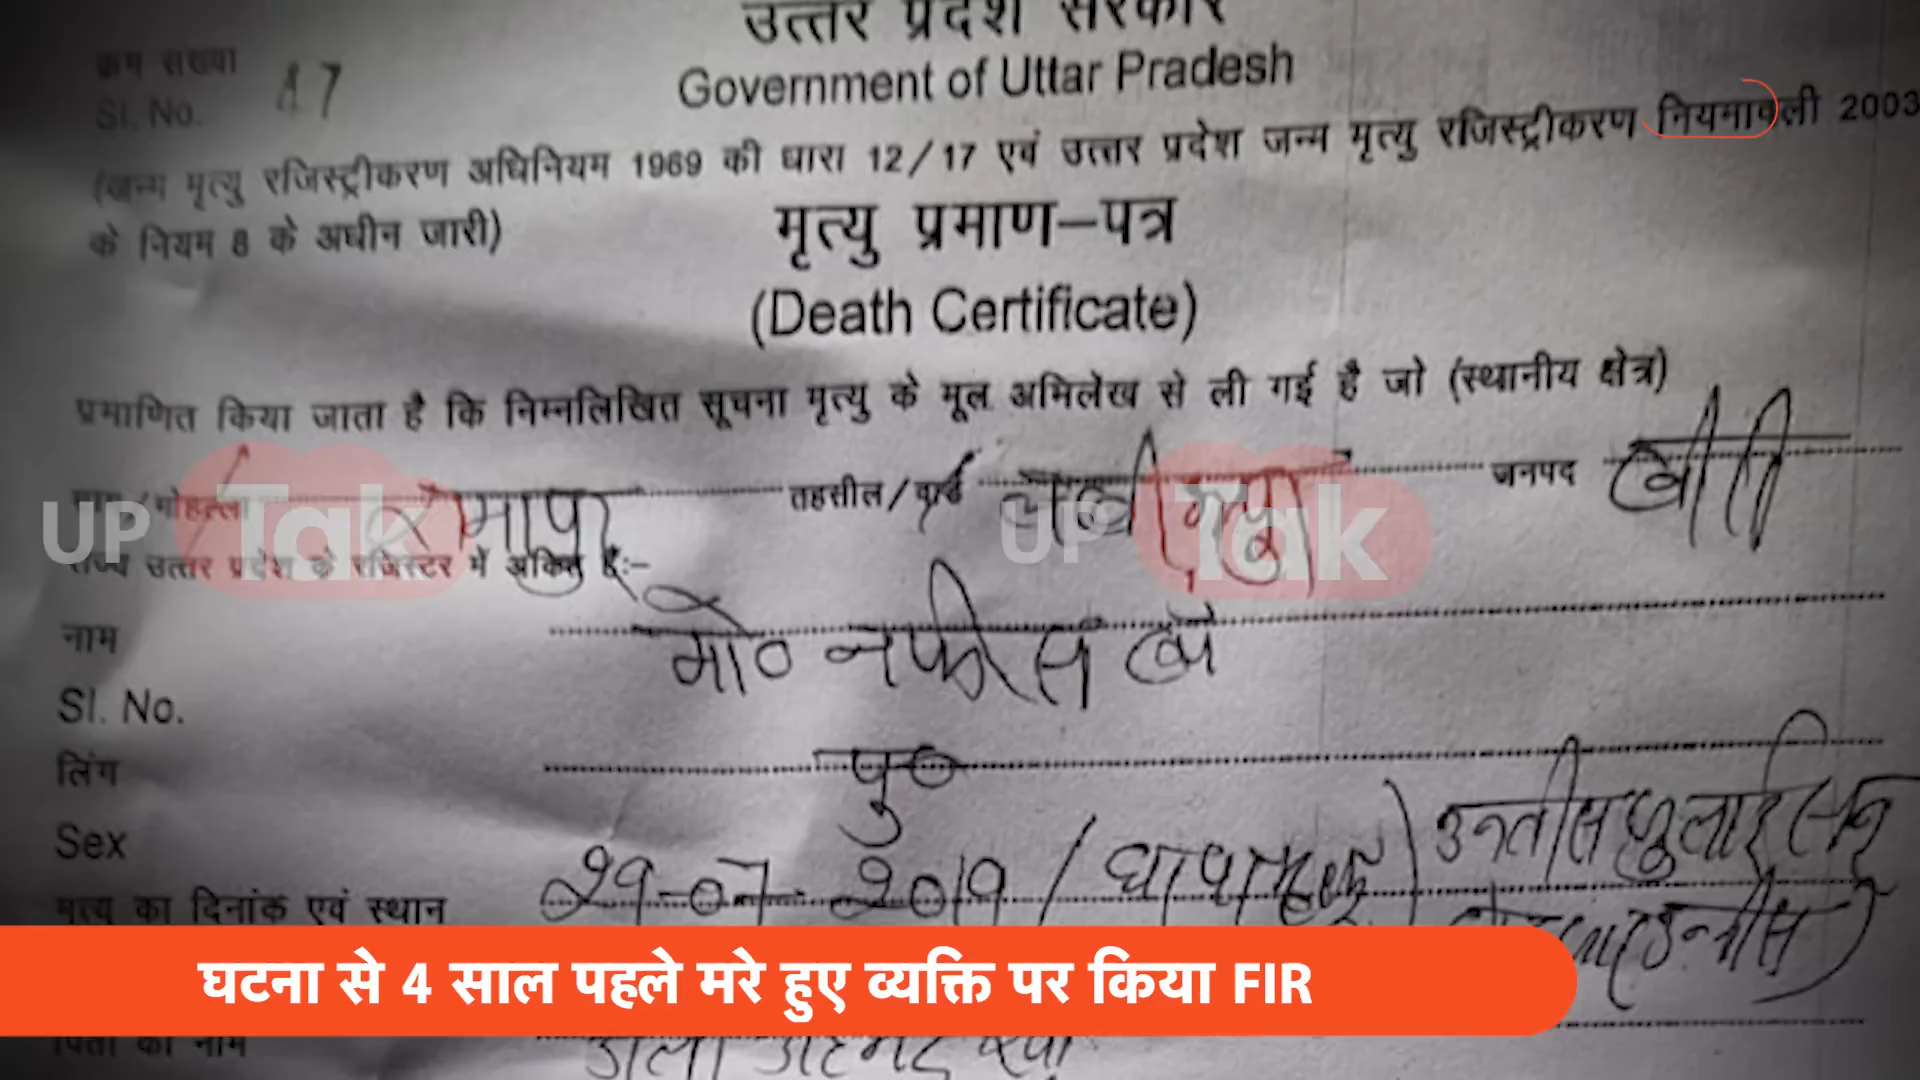 उत्तर प्रदेश सरकार
Government of Uttar Pradesh
क्रम संख्या
Sl. No. 47
(जन्म मृत्यु रजिस्ट्रीकरण अधिनियम 1969 की धारा 12/17 एवं उत्तर प्रदेश जन्म मृत्यु रजिस्ट्रीकरण नियमावली 2003
के नियम 8 के अधीन जारी)
मृत्यु प्रमाण-पत्र
(Death Certificate)
प्रमाणित किया जाता है कि निम्नलिखित सूचना मृत्यु के मूल अभिलेख से ली गई है जो (स्थानीय क्षेत्र)
ग्राम/मोहल्ला तहसील/वार्ड जनपद खीरी
UP Tak UP Tak
राज्य उत्तर प्रदेश के रजिस्टर में अंकित है:-
नाम मो० नफीस खाँ
Sl. No.
लिंग पु०
Sex
मृत्यु का दिनांक एवं स्थान 29-07-2019
घटना से 4 साल पहले मरे हुए व्यक्ति पर किया FIR
पिता का नाम